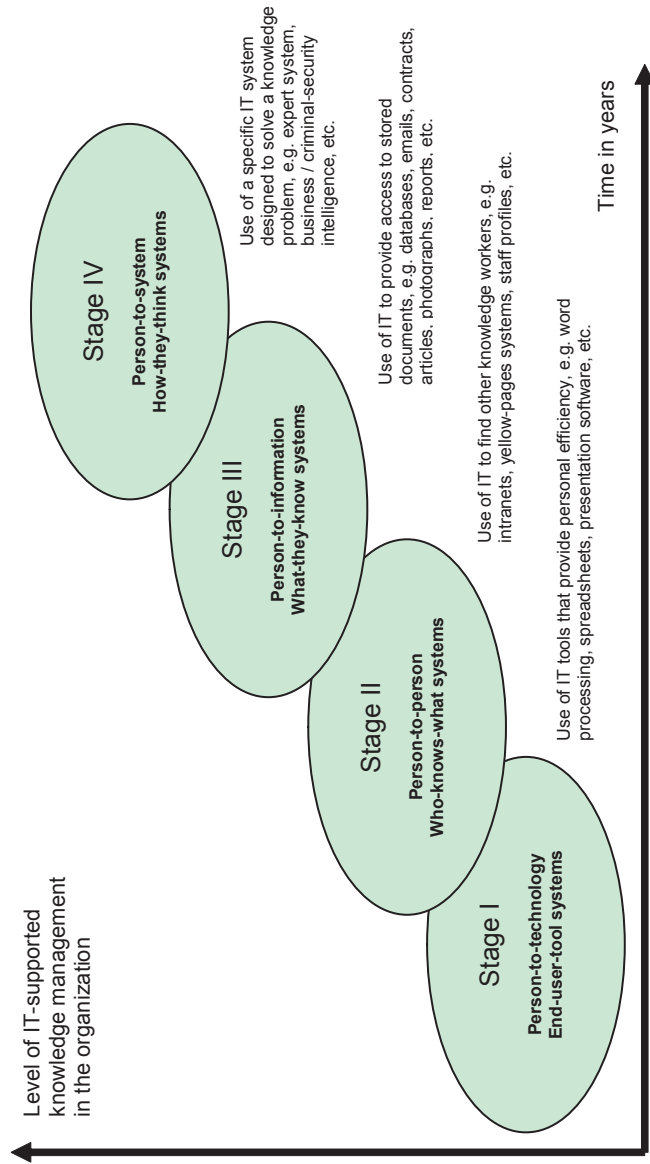 Level of IT-supported
knowledge management
in the organization
Stage IV
Person-to-system
How-they-think systems
Use of a specific IT system
designed to solve a knowledge
problem, e.g. expert system,
business / criminal-security
intelligence, etc.
Stage III
Person-to-information
What-they-know systems
Use of IT to provide access to stored
documents, e.g. databases, emails, contracts,
articles, photographs, reports, etc.
Stage II
Person-to-person
Who-knows-what systems
Use of IT to find other knowledge workers, e.g.
intranets, yellow-pages systems, staff profiles, etc.
Stage I
Person-to-technology
End-user-tool systems
Use of IT tools that provide personal efficiency, e.g. word
processing, spreadsheets, presentation software, etc.
Time in years